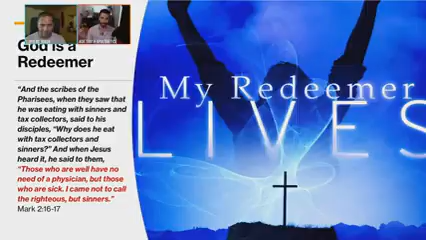 God is a
Redeemer
“And the scribes of the
Pharisees, when they saw that
he was eating with sinners and
tax collectors, said to his
disciples, “Why does he eat
with tax collectors and
sinners?” And when Jesus
heard it, he said to them,
“Those who are well have no
need of a physician, but those
who are sick. I came not to call
the righteous, but sinners.”
Mark 2:16-17
My Redeemer
LIVES